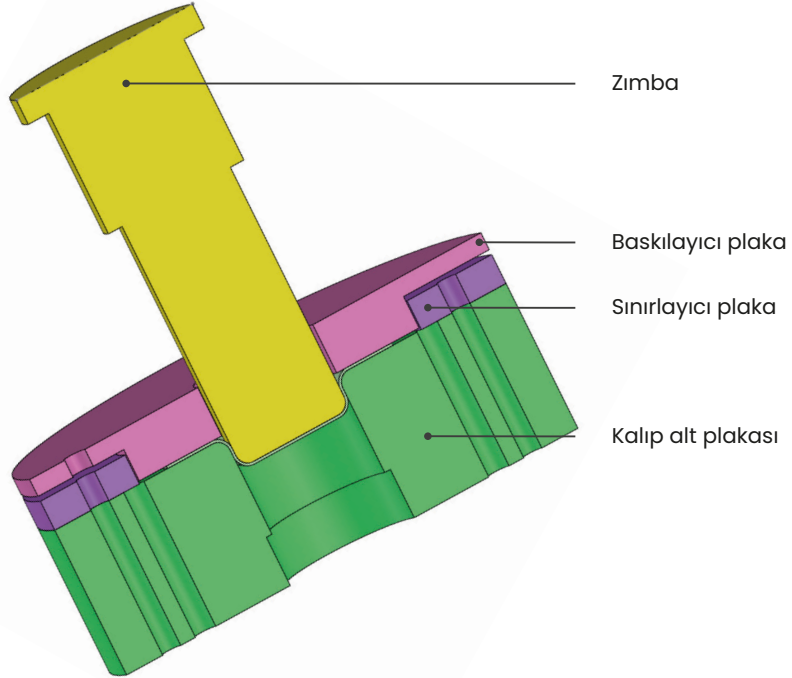 Zımba
Baskılayıcı plaka
Sınırlayıcı plaka
Kalıp alt plakası